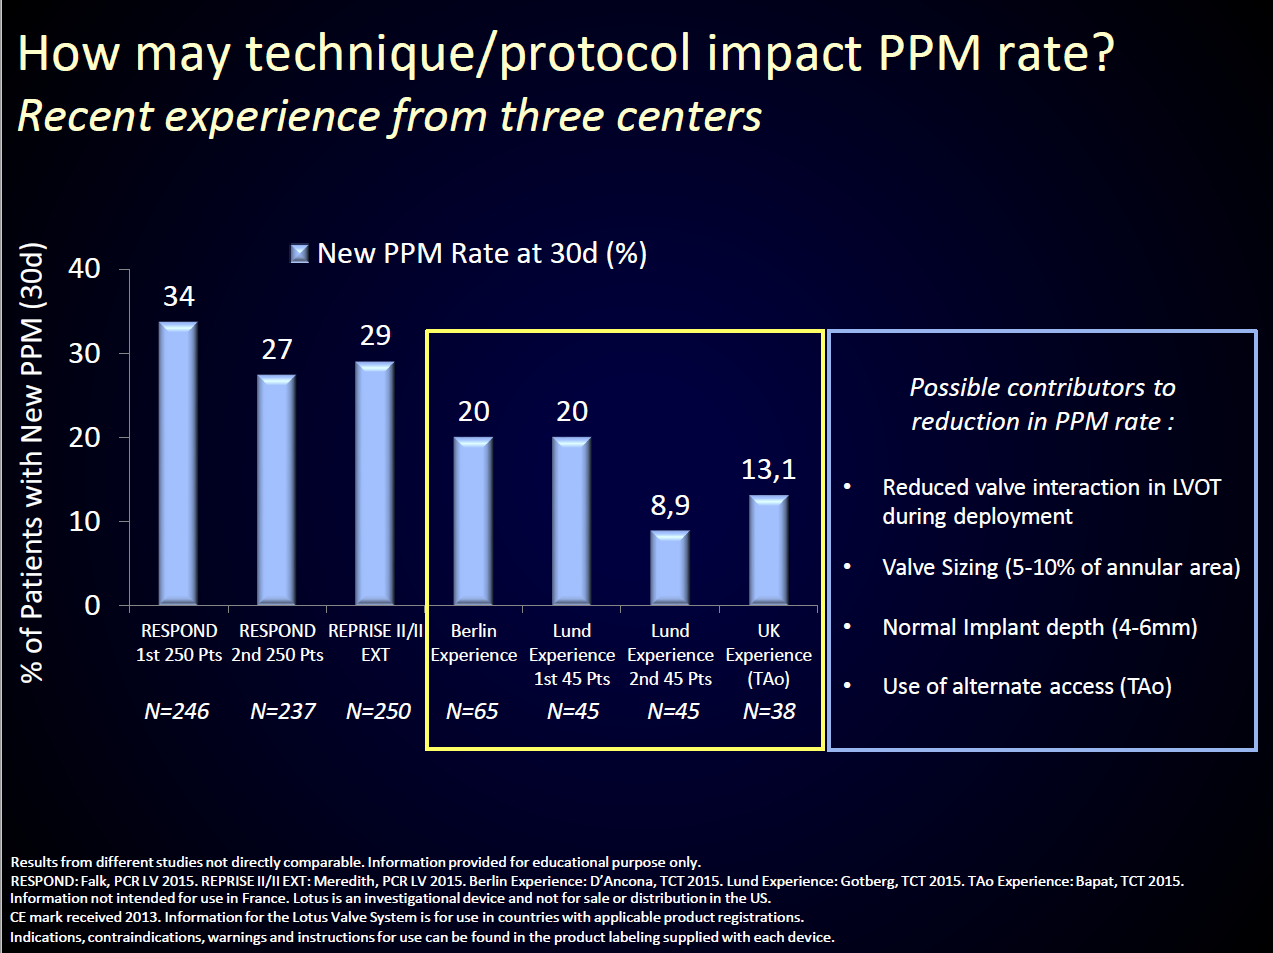 How may technique/protocol impact PPM rate?
Recent experience from three centers
% of Patients with New PPM (30d)
New PPM Rate at 30d (%)
40
30
20
10
0
34
27
29
20
20
8,9
13,1
RESPOND
1st 250 Pts
RESPOND
2nd 250 Pts
REPRISE II/II
EXT
Berlin
Experience
Lund
Experience
1st 45 Pts
Lund
Experience
2nd 45 Pts
UK
Experience
(TAo)
N=246
N=237
N=250
N=65
N=45
N=45
N=38
Possible contributors to
reduction in PPM rate :
• Reduced valve interaction in LVOT
during deployment
• Valve Sizing (5-10% of annular area)
• Normal Implant depth (4-6mm)
• Use of alternate access (TAo)
Results from different studies not directly comparable. Information provided for educational purpose only.
RESPOND: Falk, PCR LV 2015. REPRISE II/II EXT: Meredith, PCR LV 2015. Berlin Experience: D’Ancona, TCT 2015. Lund Experience: Gotberg, TCT 2015. TAo Experience: Bapat, TCT 2015.
Information not intended for use in France. Lotus is an investigational device and not for sale or distribution in the US.
CE mark received 2013. Information for the Lotus Valve System is for use in countries with applicable product registrations.
Indications, contraindications, warnings and instructions for use can be found in the product labeling supplied with each device.